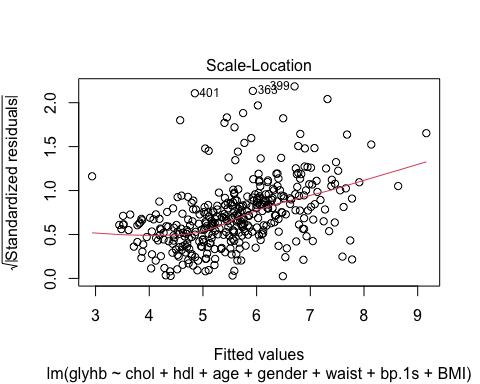 Scale-Location
401
363
399
√|Standardized residuals|
0.0 0.5 1.0 1.5 2.0
3 4 5 6 7 8 9
Fitted values
lm(glyhb ~ chol + hdl + age + gender + waist + bp.1s + BMI)